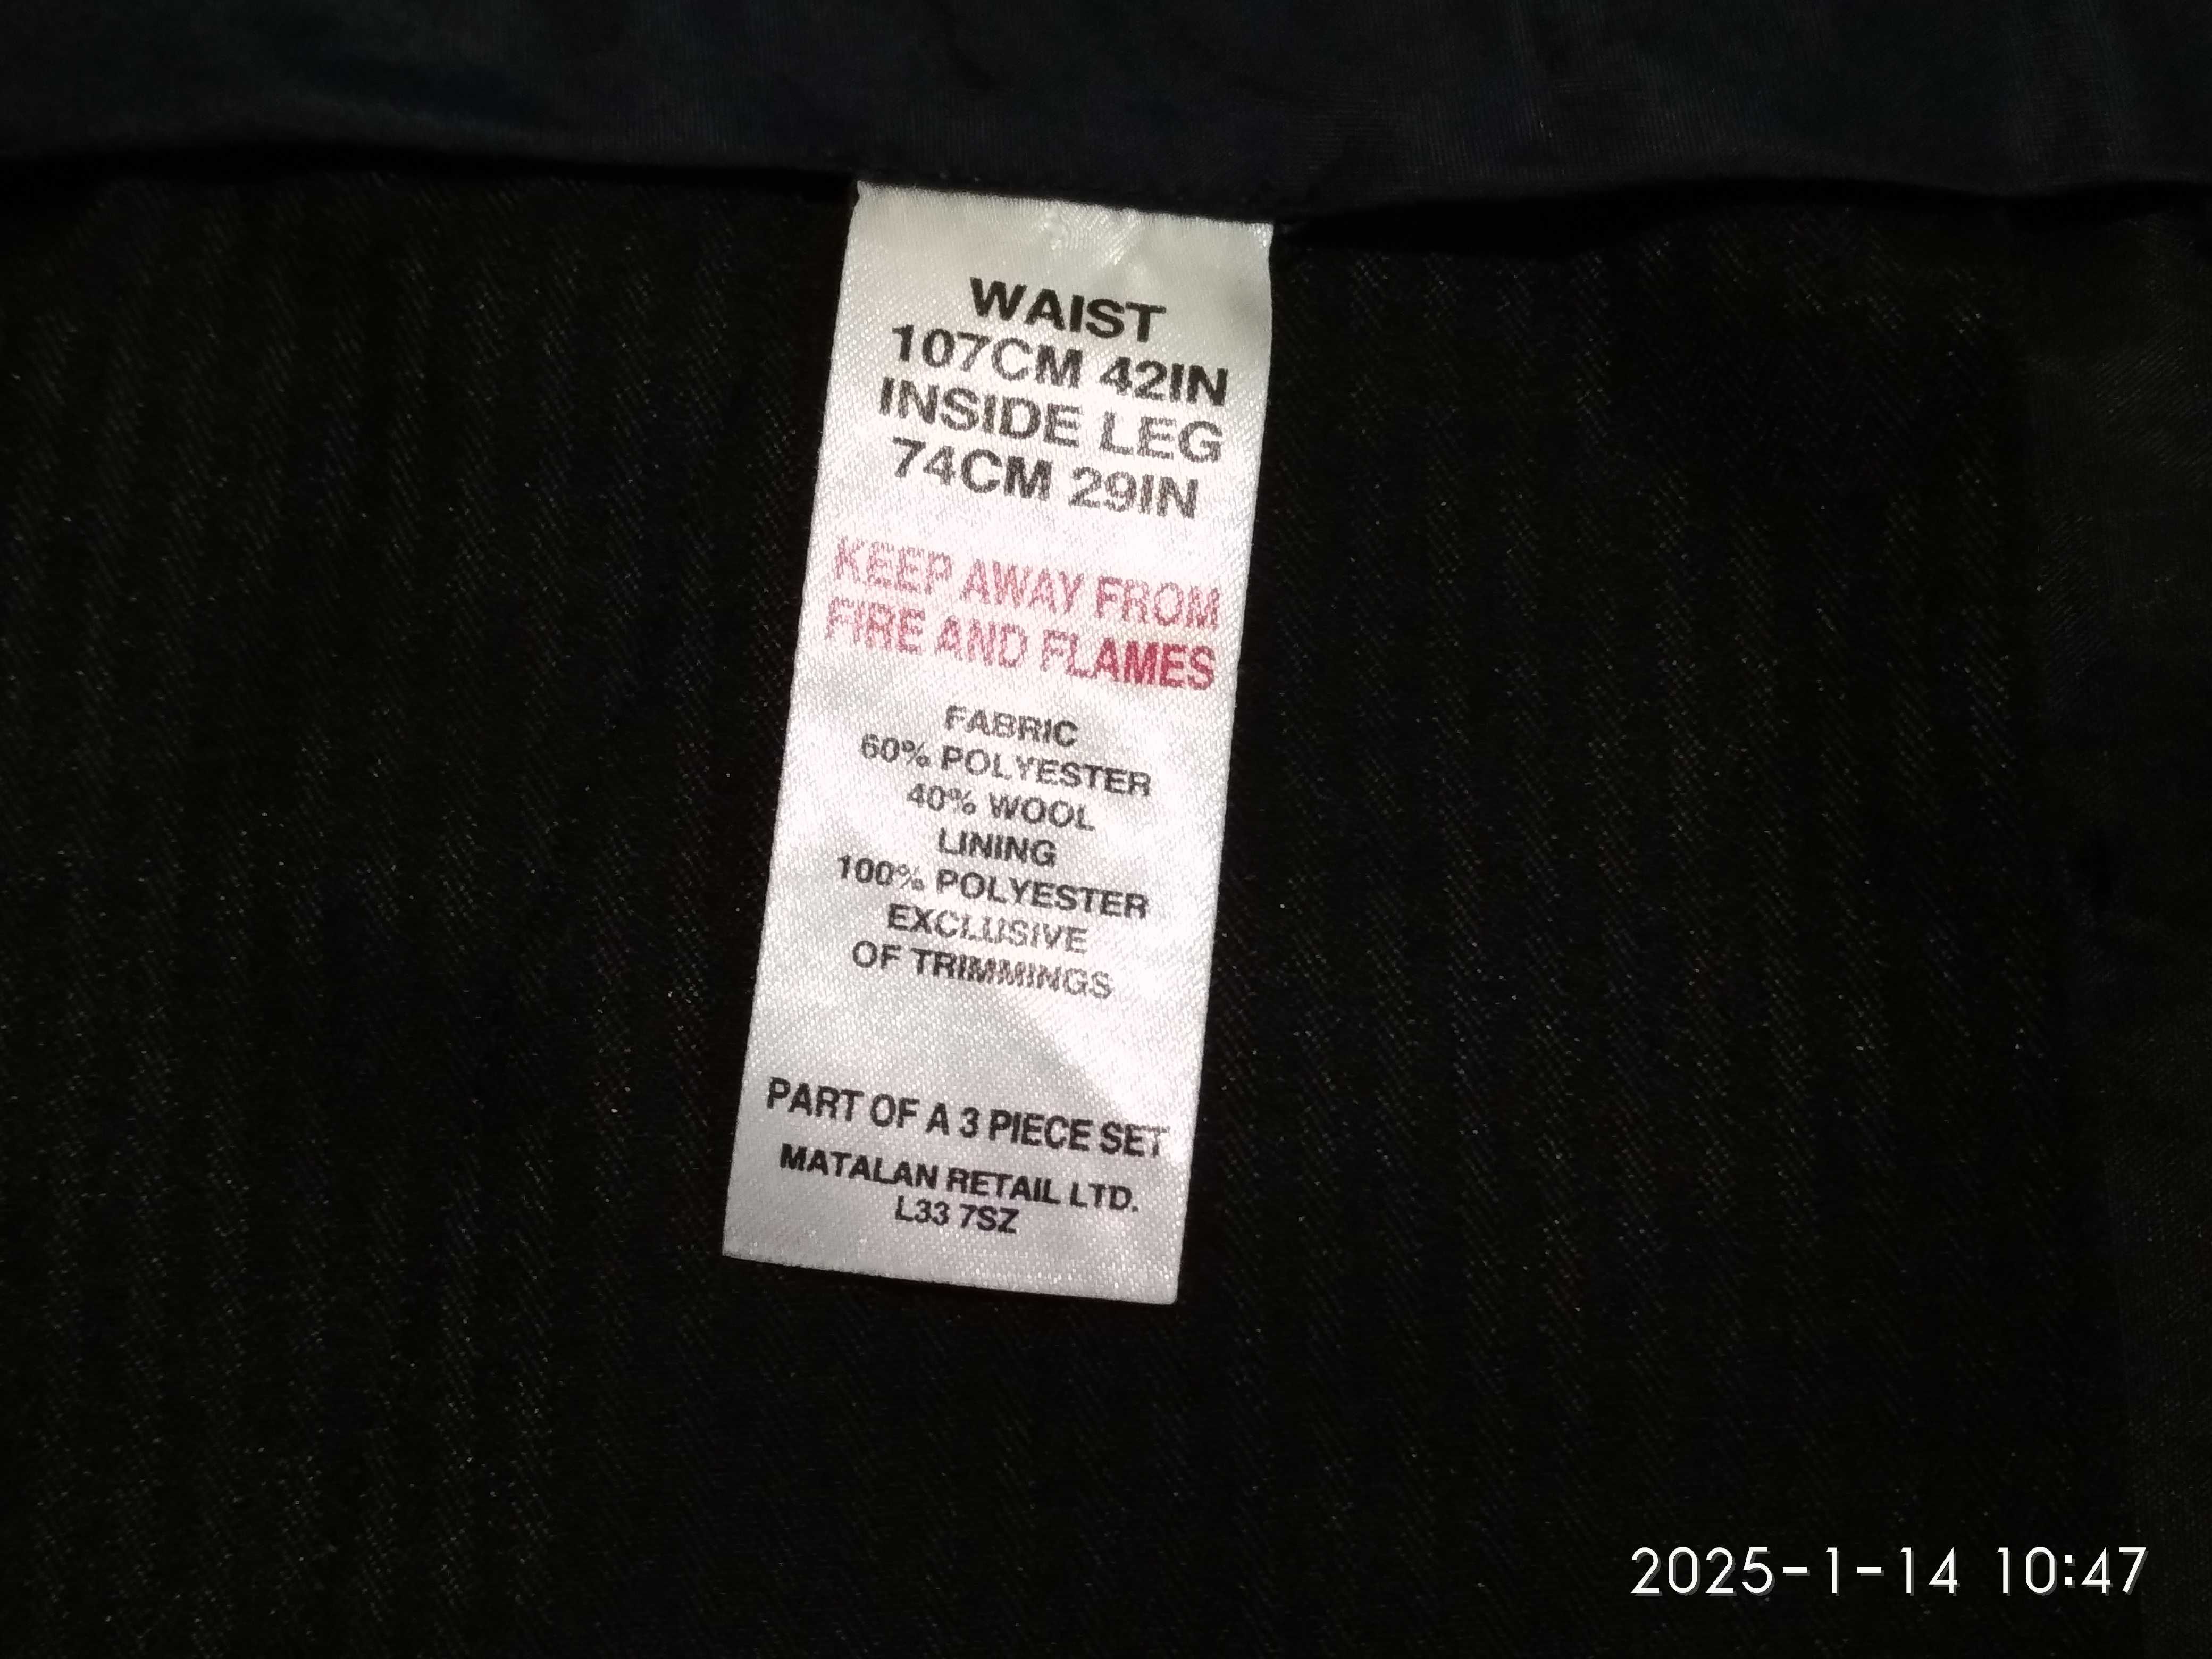 WAIST
107CM 42IN
INSIDE LEG
74CM 29IN
KEEP AWAY FROM
FIRE AND FLAMES
FABRIC
60% POLYESTER
40% WOOL
LINING
100% POLYESTER
EXCLUSIVE
OF TRIMMINGS
PART OF A 3 PIECE SET
MATALAN RETAIL LTD.
L33 7SZ
2025-1-14 10:47